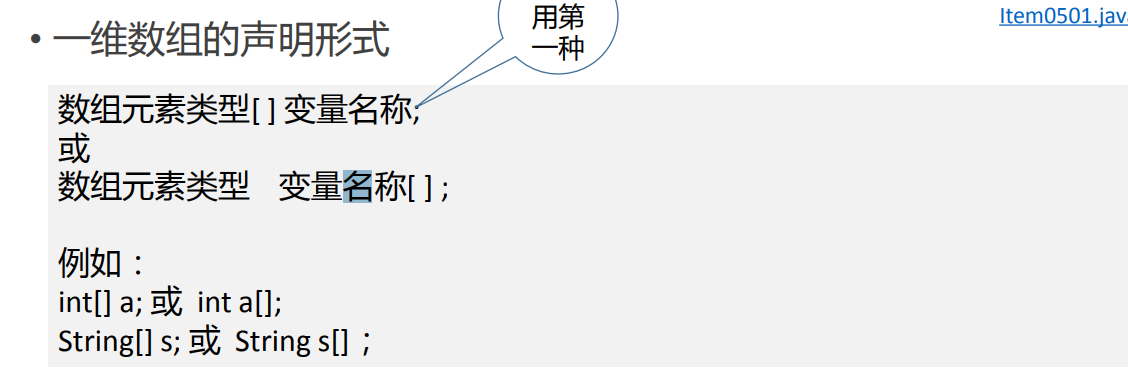 用第
一种
Item0501.java
• 一维数组的声明形式
数组元素类型[ ] 变量名称;
或
数组元素类型 变量名称[ ] ;
例如：
int[] a; 或 int a[];
String[] s; 或 String s[] ；